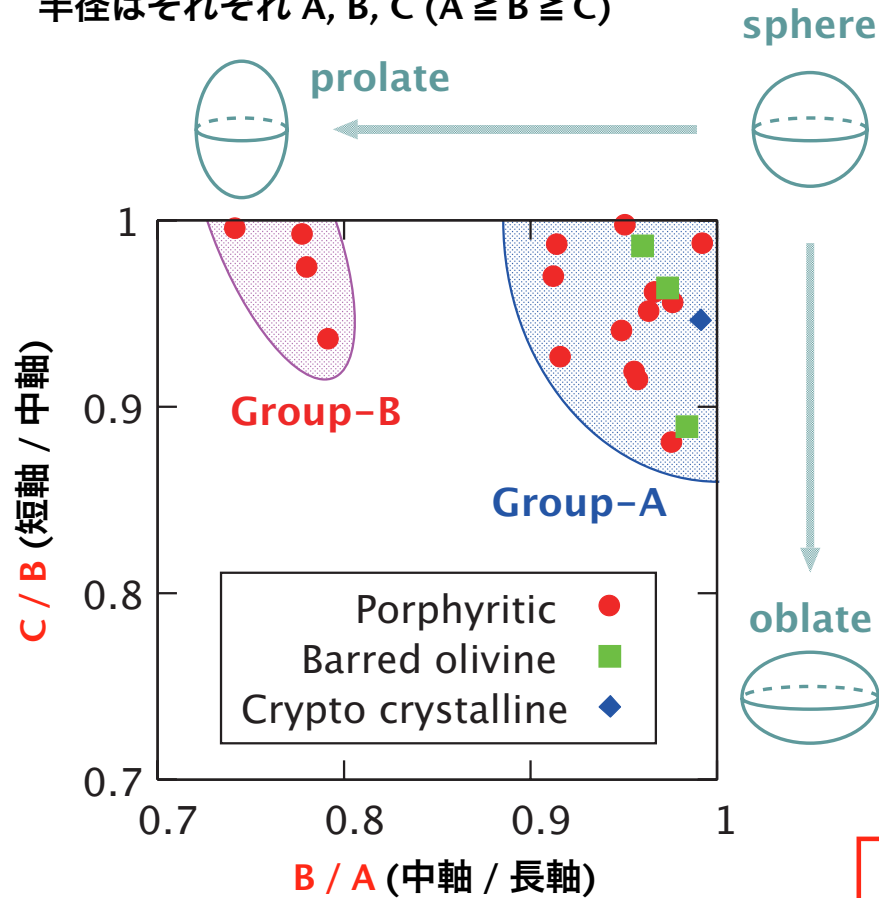 半径はそれぞれ A, B, C (A ≧ B ≧ C)
sphere
prolate
1
Group-B
0.9
Group-A
C / B (短軸 / 中軸)
0.8
Porphyritic
Barred olivine
Crypto crystalline
oblate
0.7
0.7
0.8
0.9
1
B / A (中軸 / 長軸)